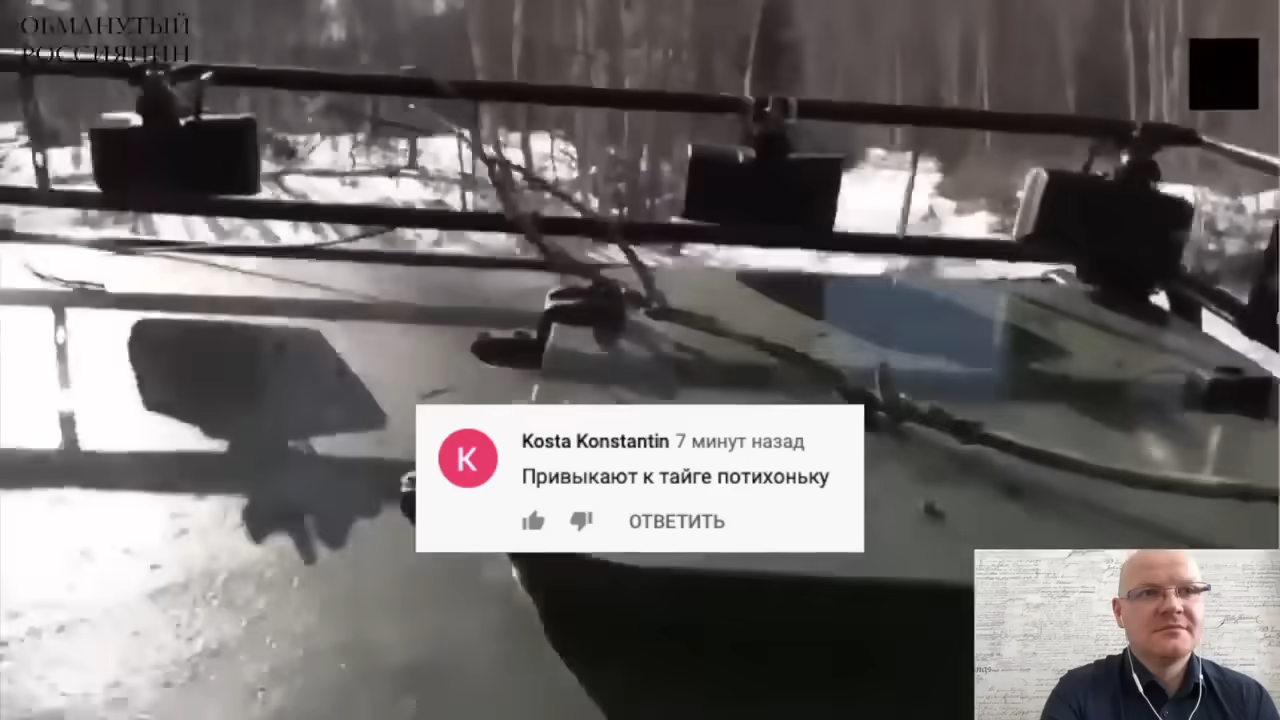 ОБМАНУТЫЙ
РОССИЯНИН
Kosta Konstantin 7 минут назад
K
Привыкают к тайге потихоньку
ОТВЕТИТЬ